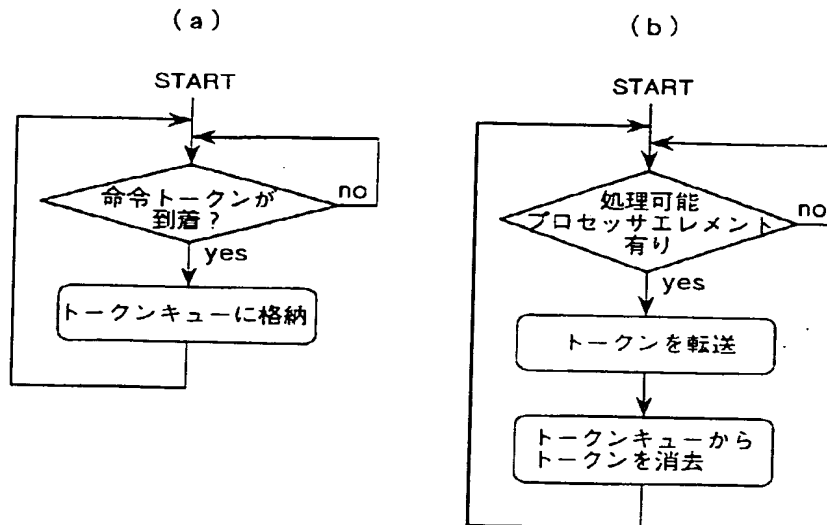 (a)
START
命令トークンが
到着?
no
yes
トークンキューに格納
(b)
START
処理可能
プロセッサエレメント
有り
no
yes
トークンを転送
トークンキューから
トークンを消去